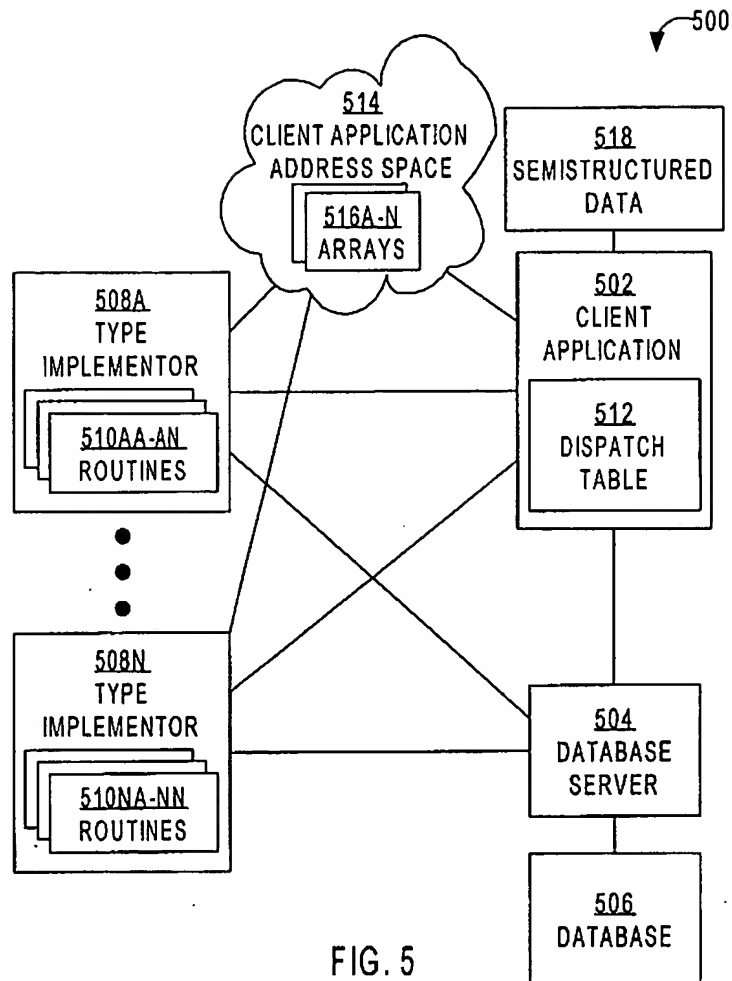 500
514
CLIENT APPLICATION
ADDRESS SPACE
516A-N
ARRAYS
518
SEMISTRUCTURED
DATA
508A
TYPE
IMPLEMENTOR
510AA-AN
ROUTINES
502
CLIENT
APPLICATION
512
DISPATCH
TABLE
508N
TYPE
IMPLEMENTOR
510NA-NN
ROUTINES
504
DATABASE
SERVER
506
DATABASE
FIG. 5